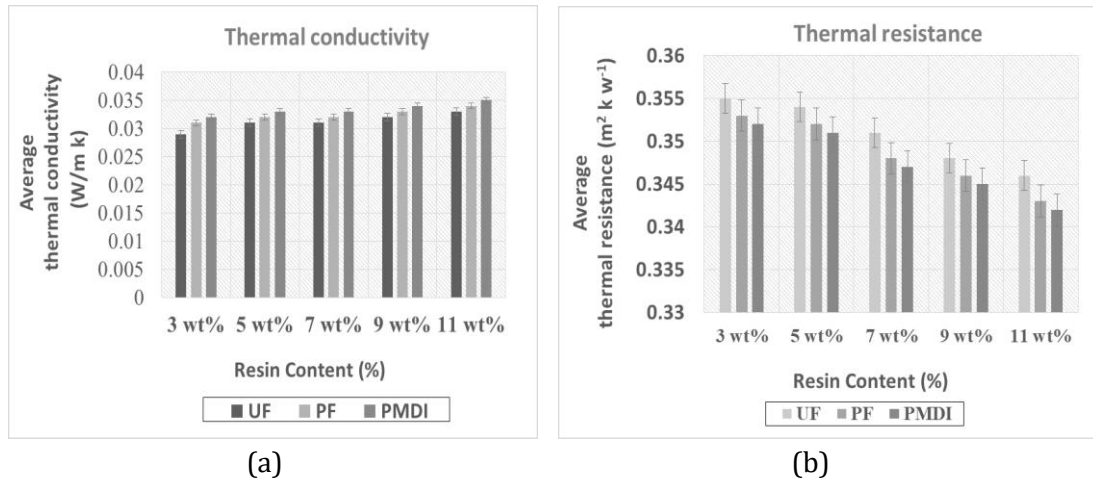 Thermal conductivity
Average
thermal conductivity
(W/m k)
0.04
0.035
0.03
0.025
0.02
0.015
0.01
0.005
0
3 wt% 5 wt% 7 wt% 9 wt% 11 wt%
Resin Content (%)
UF PF PMDI
(a)
Thermal resistance
Average
thermal resistance (m² k w⁻¹)
0.36
0.355
0.35
0.345
0.34
0.335
0.33
3 wt% 5 wt% 7 wt% 9 wt% 11 wt%
Resin Content (%)
UF PF PMDI
(b)